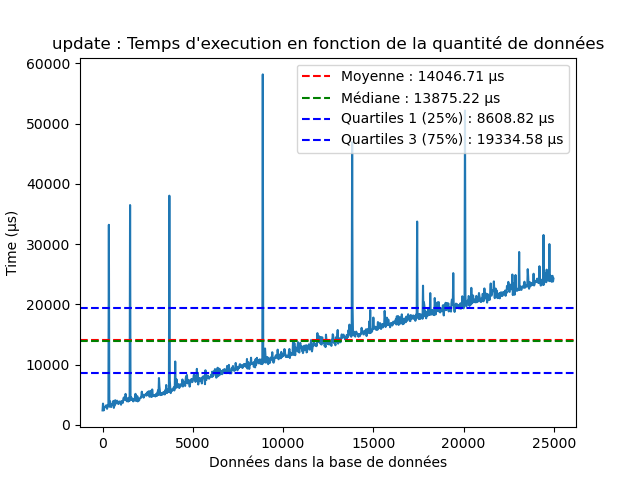 update : Temps d'execution en fonction de la quantité de données
60000
50000
40000
30000
20000
10000
0
Time (µs)
Moyenne : 14046.71 µs
Médiane : 13875.22 µs
Quartiles 1 (25%) : 8608.82 µs
Quartiles 3 (75%) : 19334.58 µs
0 5000 10000 15000 20000 25000
Données dans la base de données